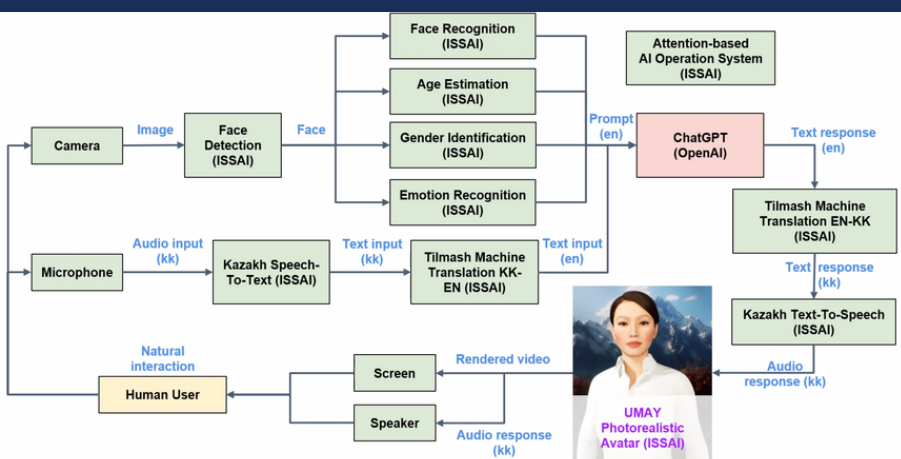 Face Recognition
(ISSAI)
Attention-based
AI Operation System
(ISSAI)
Age Estimation
(ISSAI)
Camera
Image
Face
Detection
(ISSAI)
Face
Gender Identification
(ISSAI)
Prompt
(en)
ChatGPT
(OpenAI)
Text response
(en)
Emotion Recognition
(ISSAI)
Tilmash Machine
Translation EN-KK
(ISSAI)
Microphone
Audio input
(kk)
Kazakh Speech-
To-Text (ISSAI)
Text input
(kk)
Tilmash Machine
Translation KK-
EN (ISSAI)
Text input
(en)
Text response
(kk)
Kazakh Text-To-Speech
(ISSAI)
Audio
response (kk)
Natural
interaction
Human User
Screen
Rendered video
Speaker
Audio response
(kk)
UMAY
Photorealistic
Avatar (ISSAI)